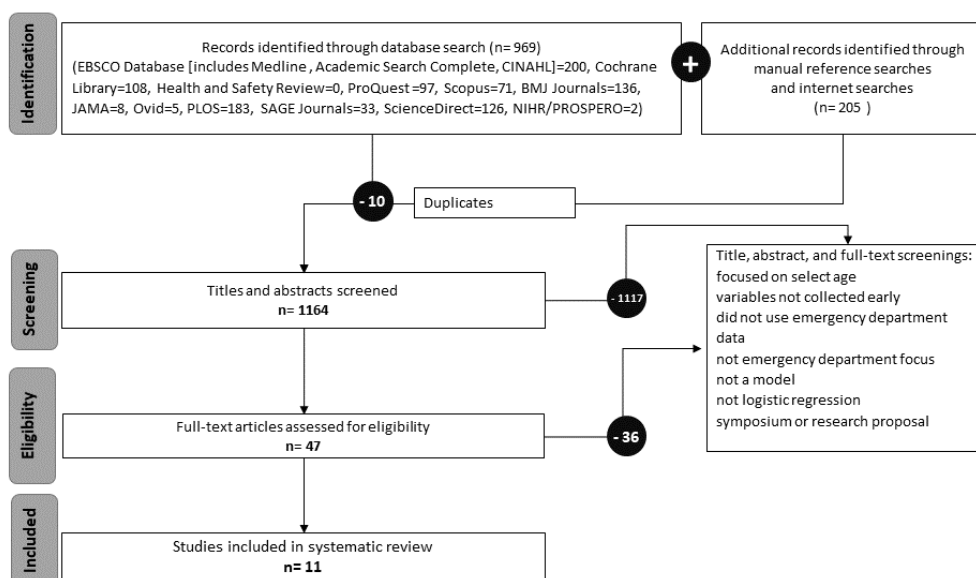 Identification
Records identified through database search (n= 969)
(EBSCO Database [includes Medline, Academic Search Complete, CINAHL]=200, Cochrane
Library=108, Health and Safety Review=0, ProQuest =97, Scopus=71, BMJ Journals=136,
JAMA=8, Ovid=5, PLOS=183, SAGE Journals=33, ScienceDirect=126, NIHR/PROSPERO=2)
+
Additional records identified through
manual reference searches
and internet searches
(n= 205 )
- 10
Duplicates
Screening
Titles and abstracts screened
n= 1164
- 1117
Title, abstract, and full-text screenings:
focused on select age
variables not collected early
did not use emergency department
data
not emergency department focus
not a model
not logistic regression
symposium or research proposal
Eligibility
Full-text articles assessed for eligibility
n= 47
- 36
Included
Studies included in systematic review
n= 11